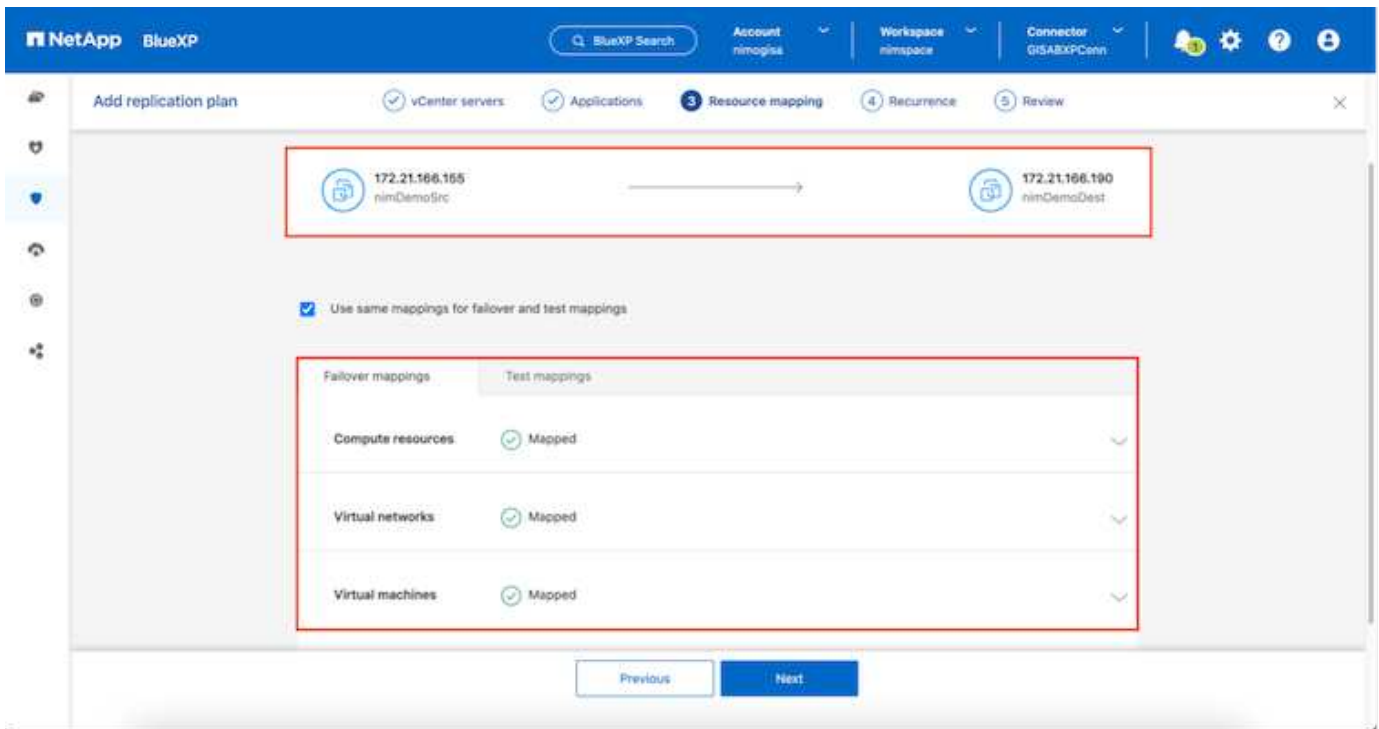 NetApp BlueXP
BlueXP Search
Account
nimogisa
Workspace
nimspace
Connector
GISABXPConn
1
Add replication plan
vCenter servers
Applications
3 Resource mapping
4 Recurrence
5 Review
172.21.166.165
nimDemoSrc
172.21.166.190
nimDemoDest
Use same mappings for failover and test mappings
Failover mappings
Test mappings
Compute resources Mapped
Virtual networks Mapped
Virtual machines Mapped
Previous
Next